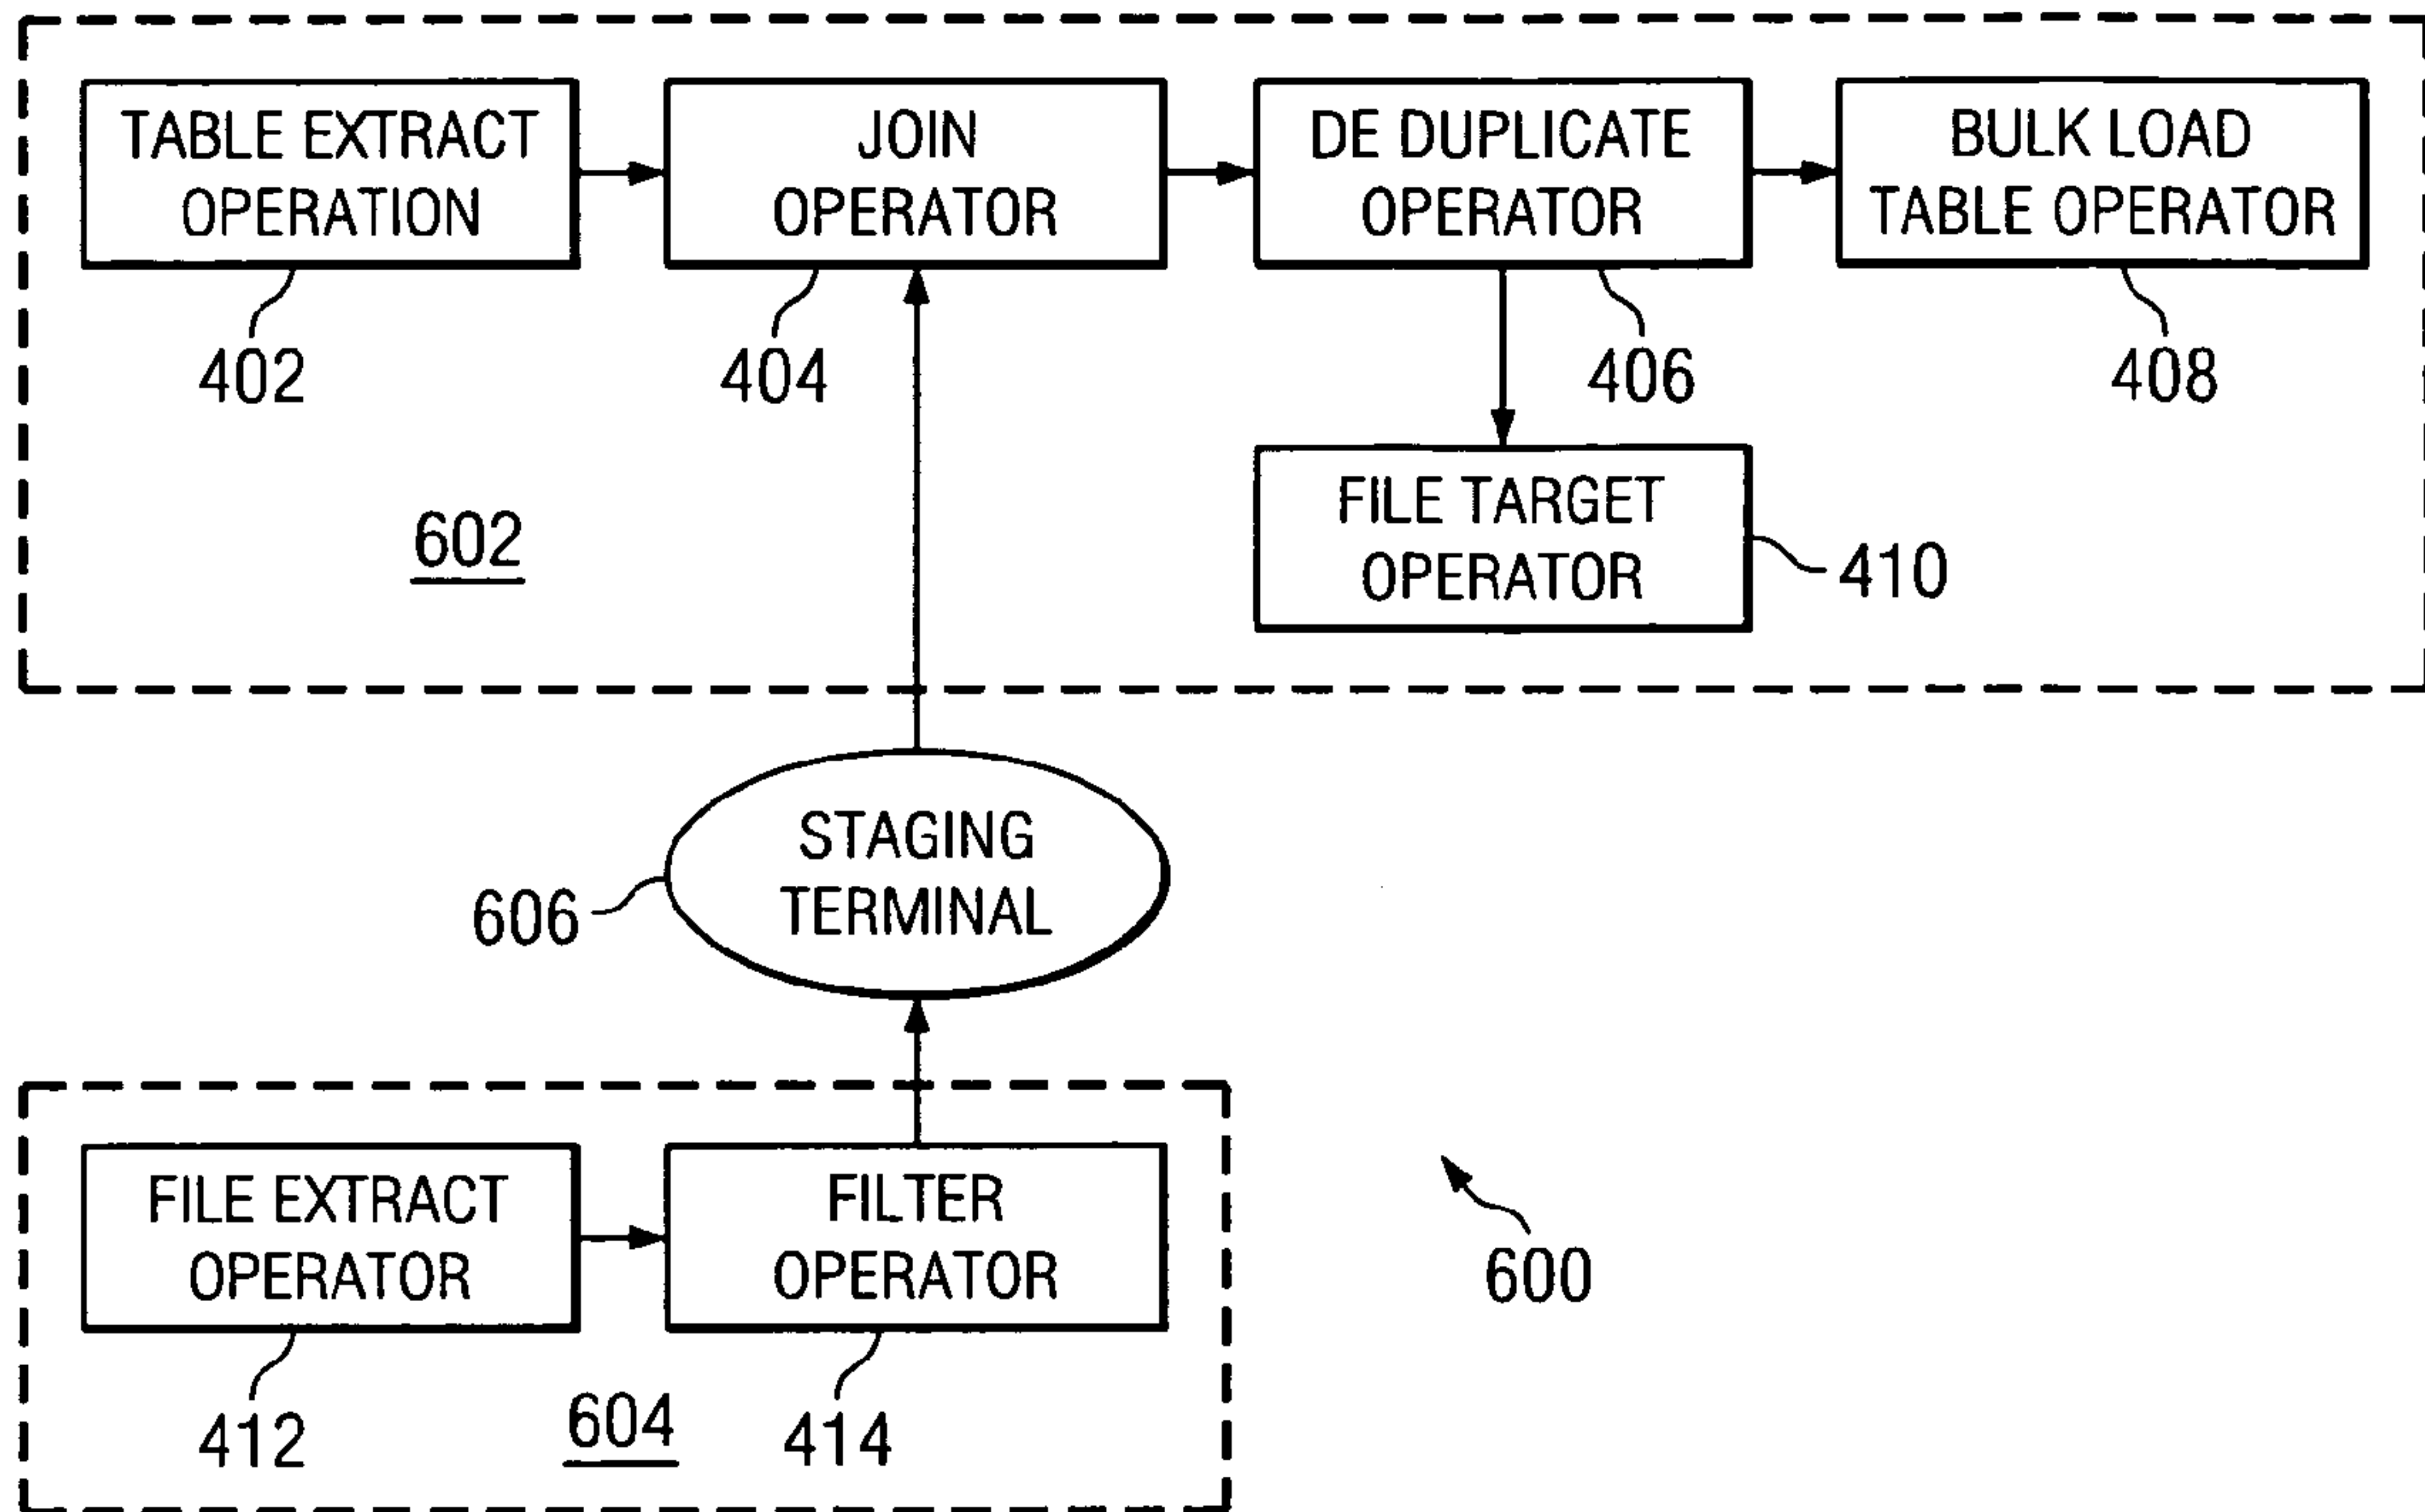 TABLE EXTRACT
OPERATION
JOIN
OPERATOR
DE DUPLICATE
OPERATOR
BULK LOAD
TABLE OPERATOR
402
404
406
408
FILE TARGET
OPERATOR
410
602
STAGING
TERMINAL
606
FILE EXTRACT
OPERATOR
FILTER
OPERATOR
412
604
414
600